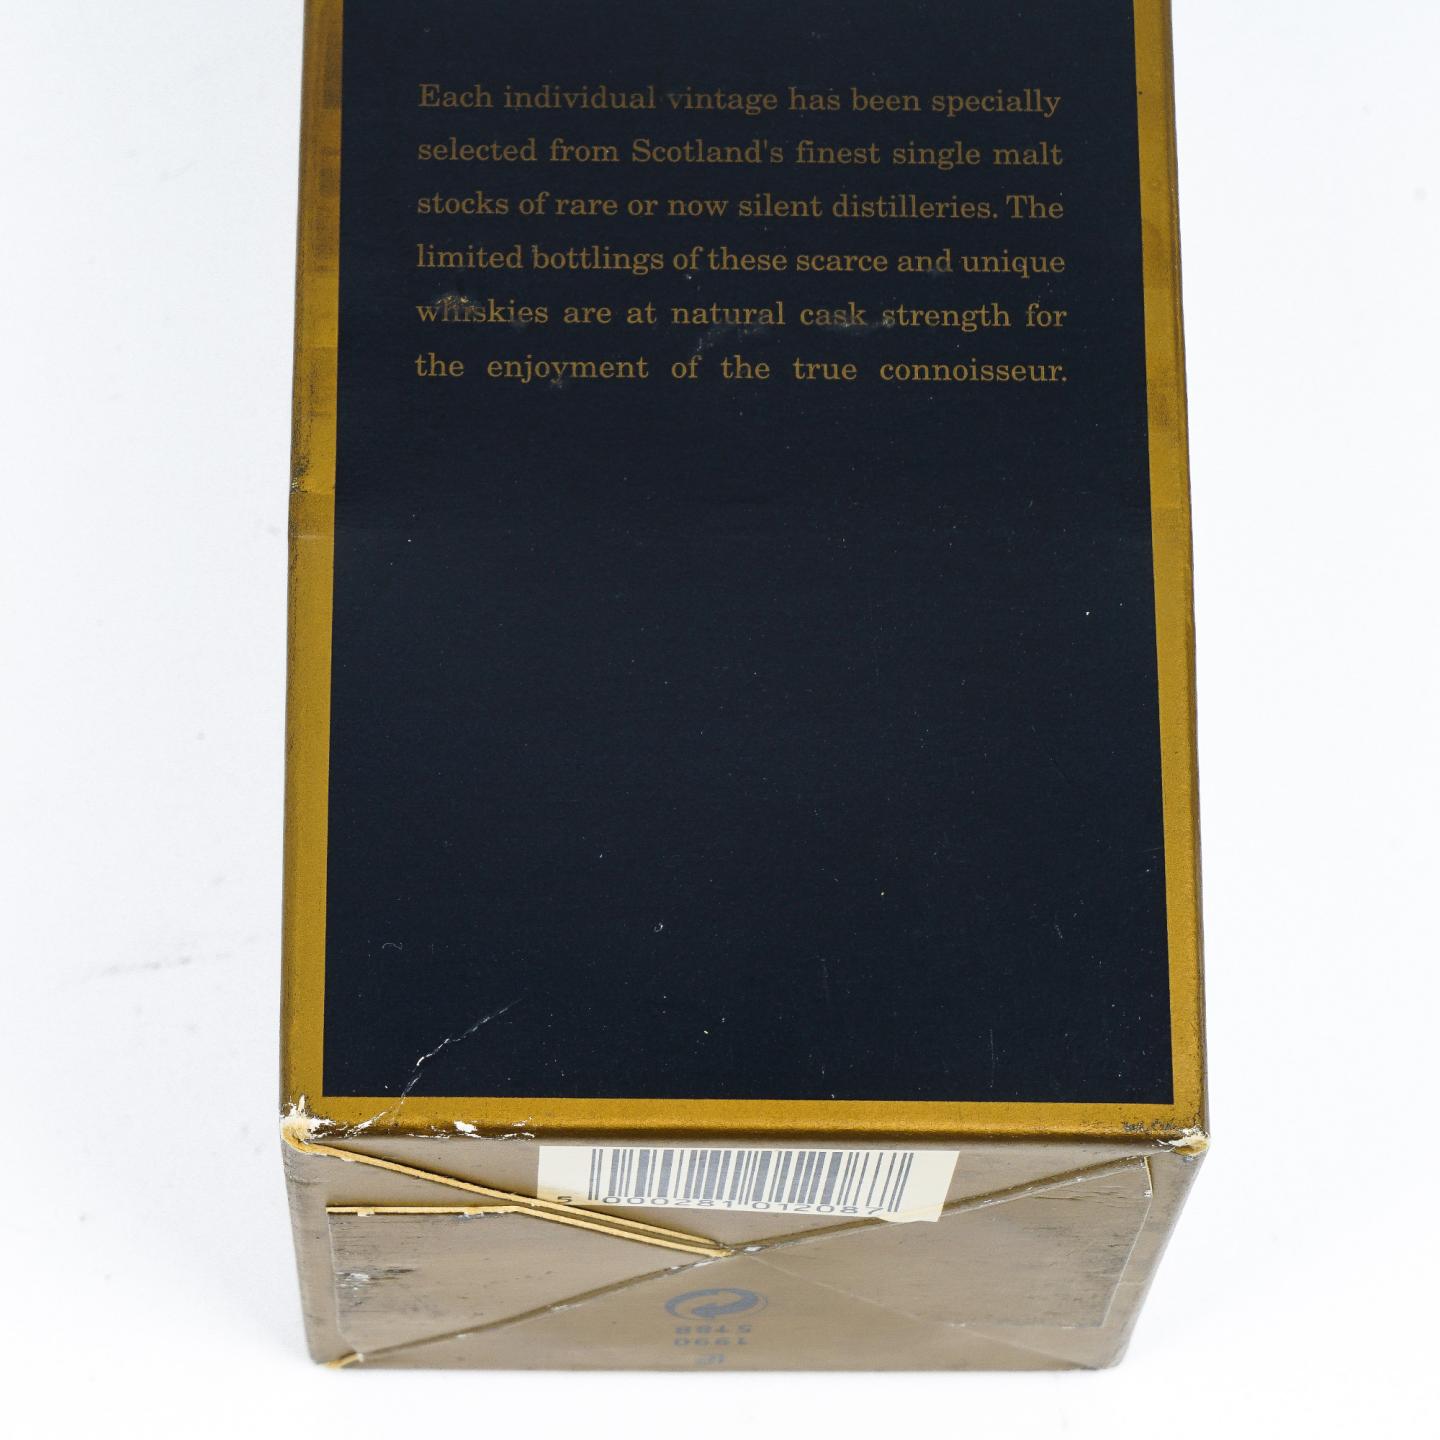 Each individual vintage has been specially
selected from Scotland's finest single malt
stocks of rare or now silent distilleries. The
limited bottlings of these scarce and unique
whiskies are at natural cask strength for
the enjoyment of the true connoisseur.
5 000281 012087